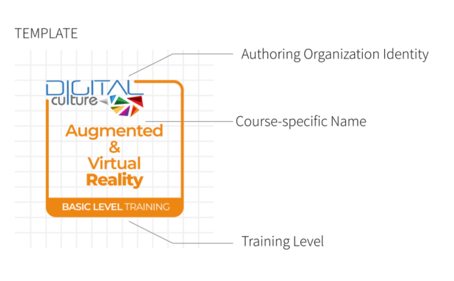 TEMPLATE
Authoring Organization Identity
DIGITAL
culture
Course-specific Name
Augmented
&
Virtual
Reality
BASIC LEVEL TRAINING
Training Level